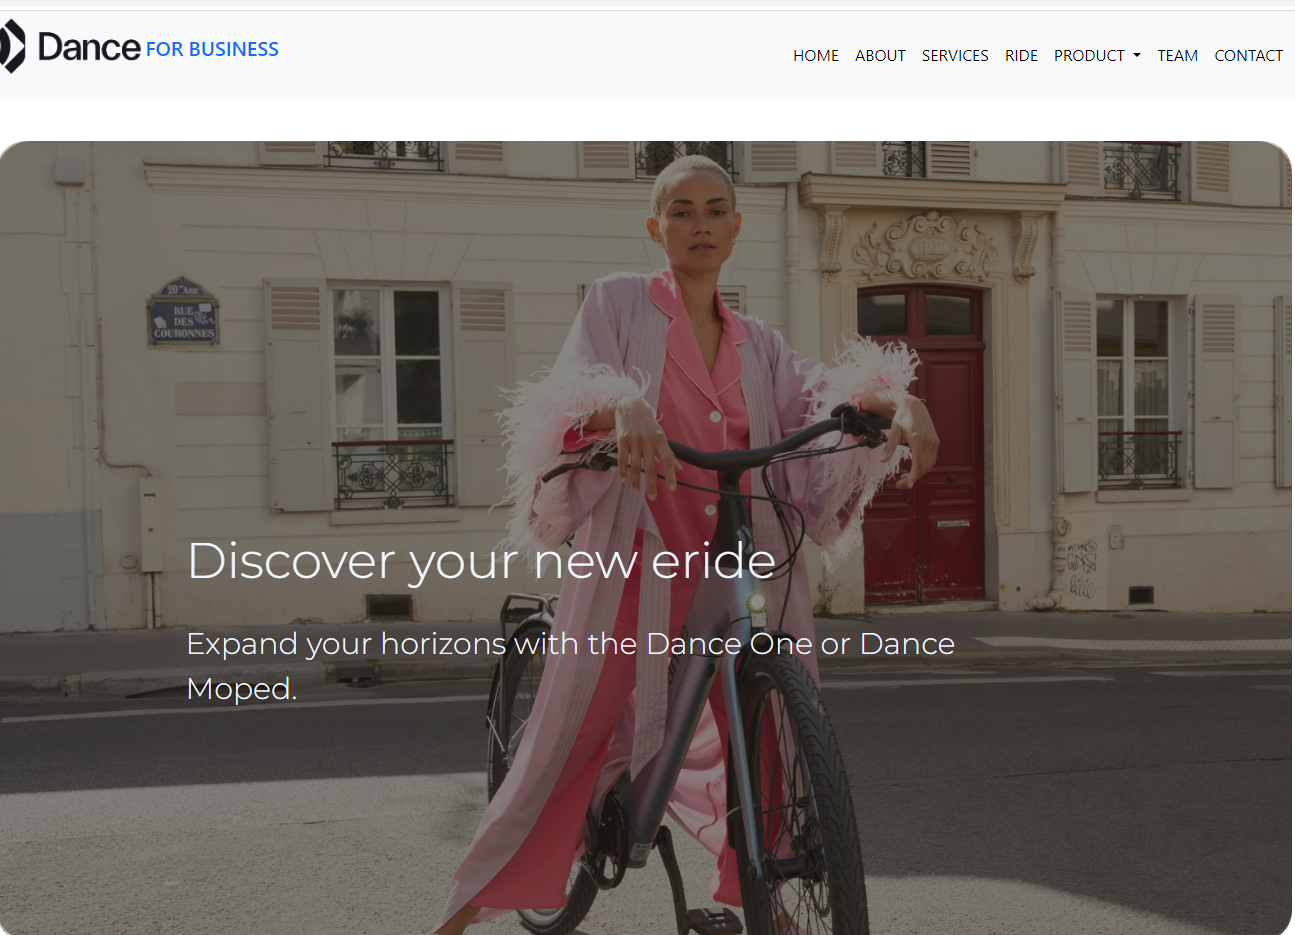 Dance FOR BUSINESS
HOME ABOUT SERVICES RIDE PRODUCT TEAM CONTACT
20e Arrt
RUE
DES
COURONNES
Discover your new eride
Expand your horizons with the Dance One or Dance
Moped.